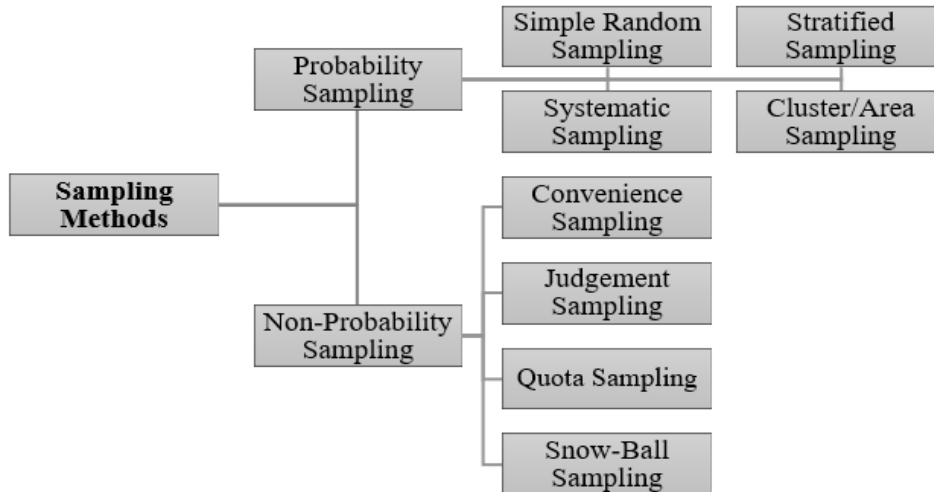 Simple Random
Sampling
Stratified
Sampling
Probability
Sampling
Systematic
Sampling
Cluster/Area
Sampling
Sampling
Methods
Convenience
Sampling
Judgement
Sampling
Non-Probability
Sampling
Quota Sampling
Snow-Ball
Sampling